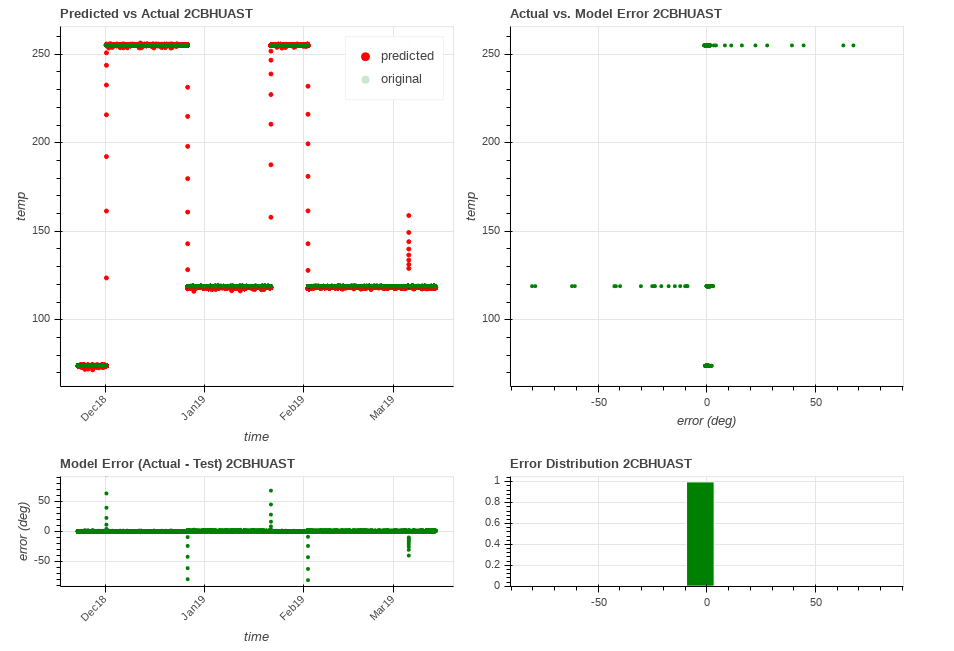 Predicted vs Actual 2CBHUAST
250
200
150
100
temp
predicted
original
Dec18
Jan19
Feb19
Mar19
time
Actual vs. Model Error 2CBHUAST
250
200
150
100
temp
-50
0
50
error (deg)
Model Error (Actual - Test) 2CBHUAST
50
0
-50
error (deg)
Dec18
Jan19
Feb19
Mar19
time
Error Distribution 2CBHUAST
1
0.8
0.6
0.4
0.2
0
-50
0
50